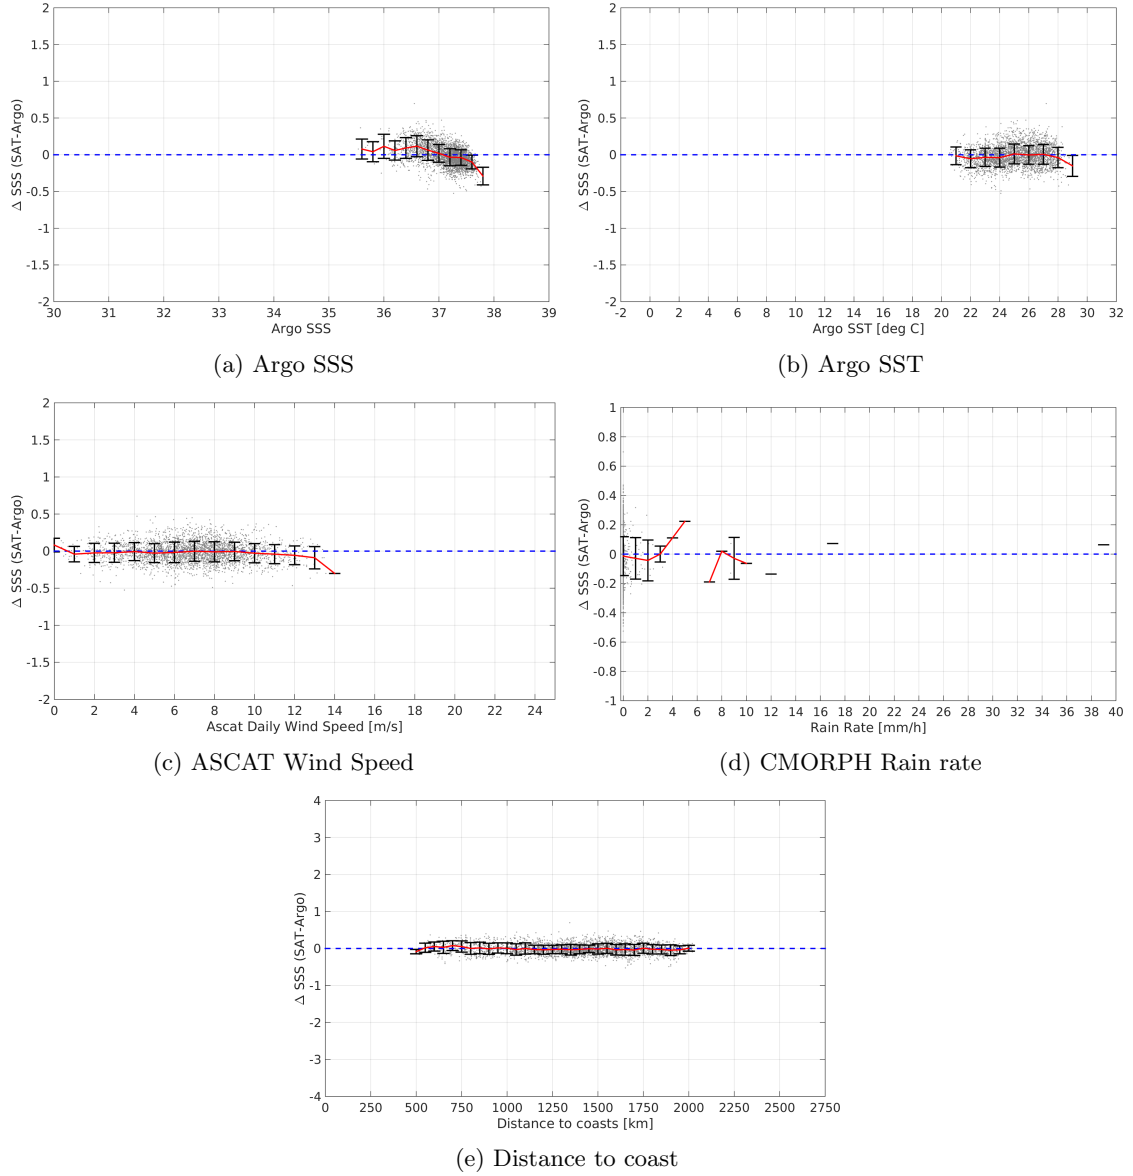 2
1.5
1
0.5
0
-0.5
-1
-1.5
-2
Δ SSS (SAT-Argo)
30 31 32 33 34 35 36 37 38 39
Argo SSS
(a) Argo SSS
2
1.5
1
0.5
0
-0.5
-1
-1.5
-2
Δ SSS (SAT-Argo)
-2 0 2 4 6 8 10 12 14 16 18 20 22 24 26 28 30 32
Argo SST [deg C]
(b) Argo SST
2
1.5
1
0.5
0
-0.5
-1
-1.5
-2
Δ SSS (SAT-Argo)
0 2 4 6 8 10 12 14 16 18 20 22 24
Ascat Daily Wind Speed [m/s]
(c) ASCAT Wind Speed
1
0.8
0.6
0.4
0.2
0
-0.2
-0.4
-0.6
-0.8
-1
Δ SSS (SAT-Argo)
0 2 4 6 8 10 12 14 16 18 20 22 24 26 28 30 32 34 36 38 40
Rain Rate [mm/h]
(d) CMORPH Rain rate
4
3
2
1
0
-1
-2
-3
-4
Δ SSS (SAT-Argo)
0 250 500 750 1000 1250 1500 1750 2000 2250 2500 2750
Distance to coasts [km]
(e) Distance to coast